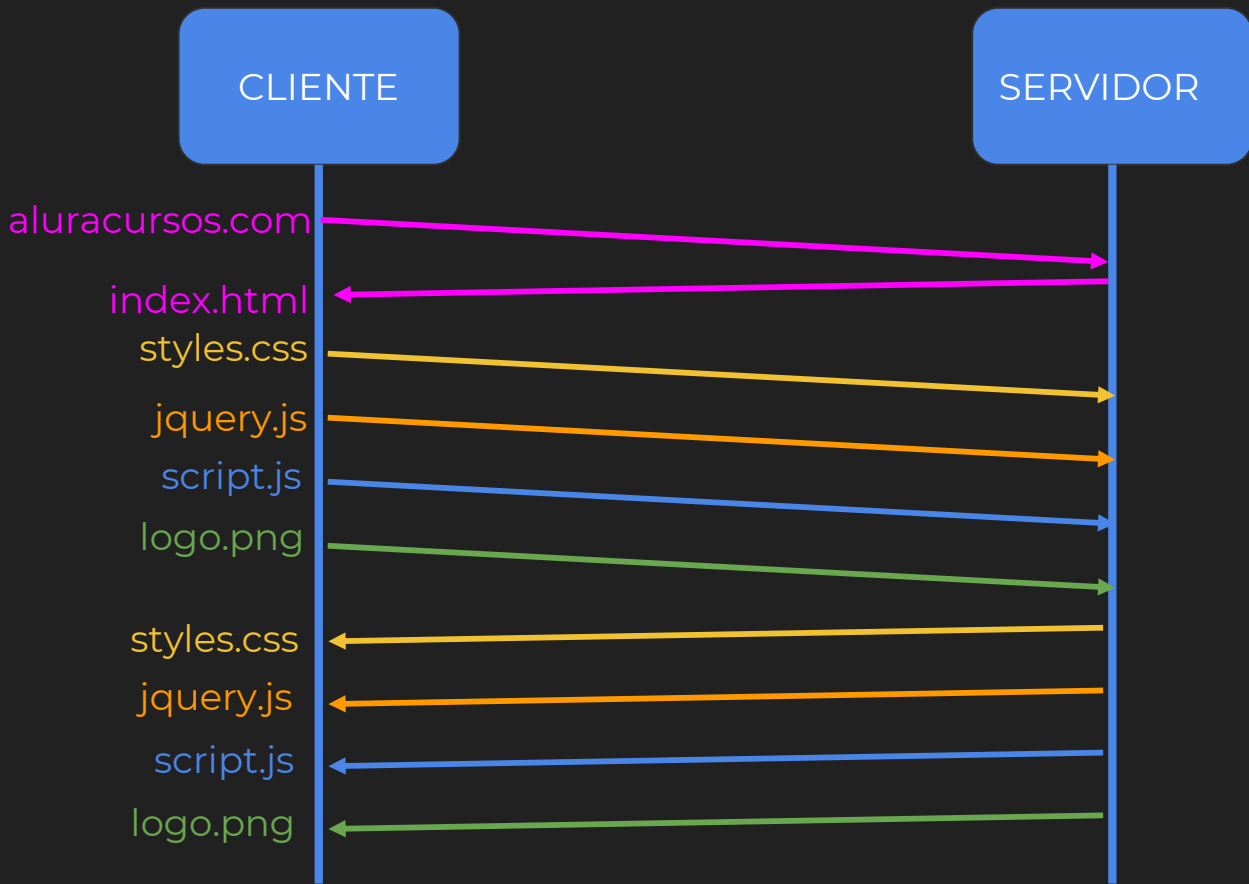 CLIENTE
SERVIDOR
aluracursos.com
index.html
styles.css
jquery.js
script.js
logo.png
styles.css
jquery.js
script.js
logo.png